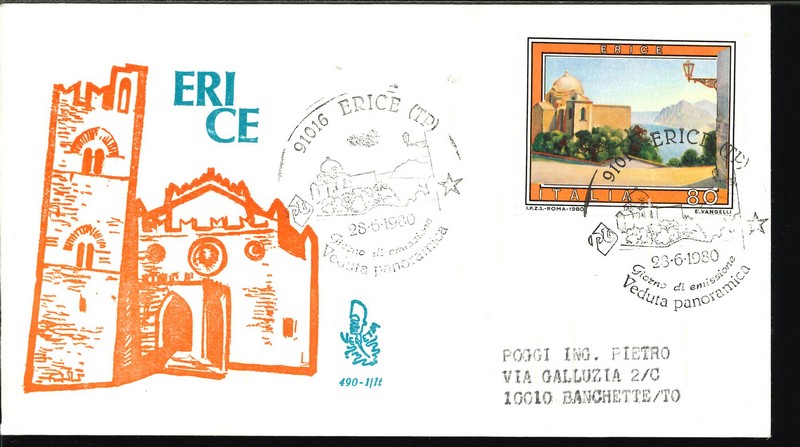 ERI
CE
91016 ERICE (TP)
28-6-1980
Giorno di emissione
Veduta panoramica
490-1/It
ERICE
ITALIA 80
I.P.Z.S.-ROMA-1980 E. VANGELLI
91016 ERICE (TP)
28-6-1980
Giorno di emissione
Veduta panoramica
POGGI ING. PIETRO
VIA GALLUZIA 2/C
10010 BANCHETTE/TO